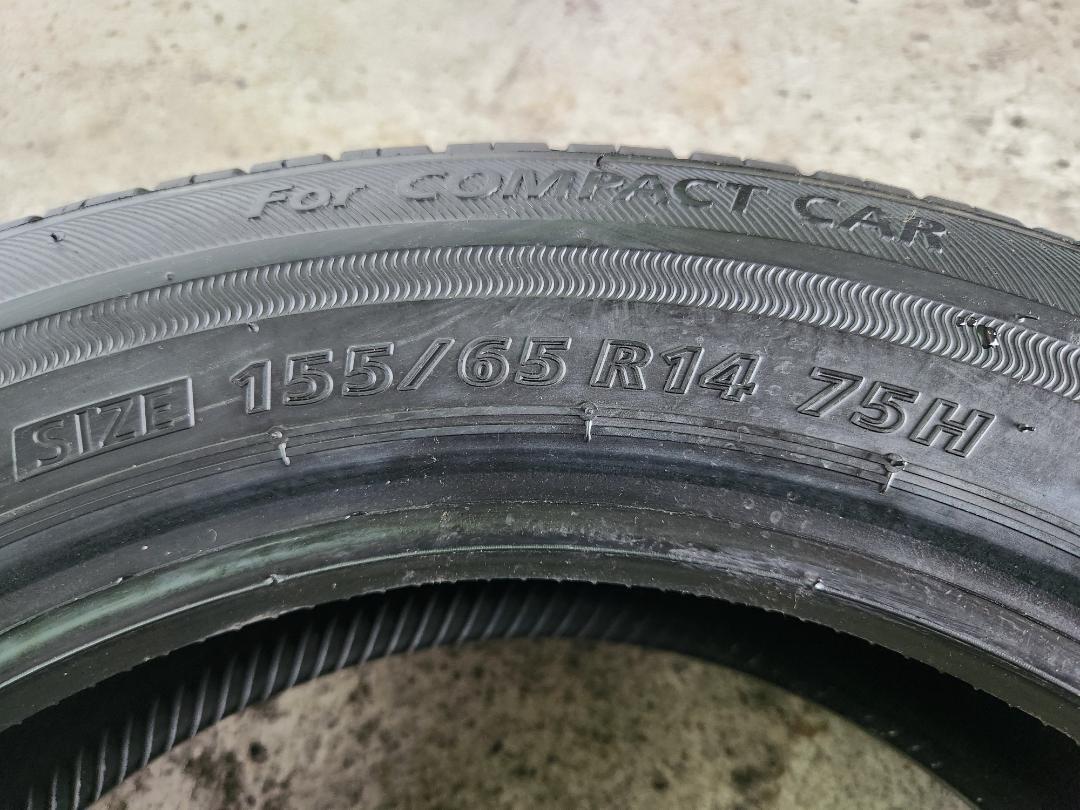 For COMPACT CAR
SIZE 155/65 R14 75H